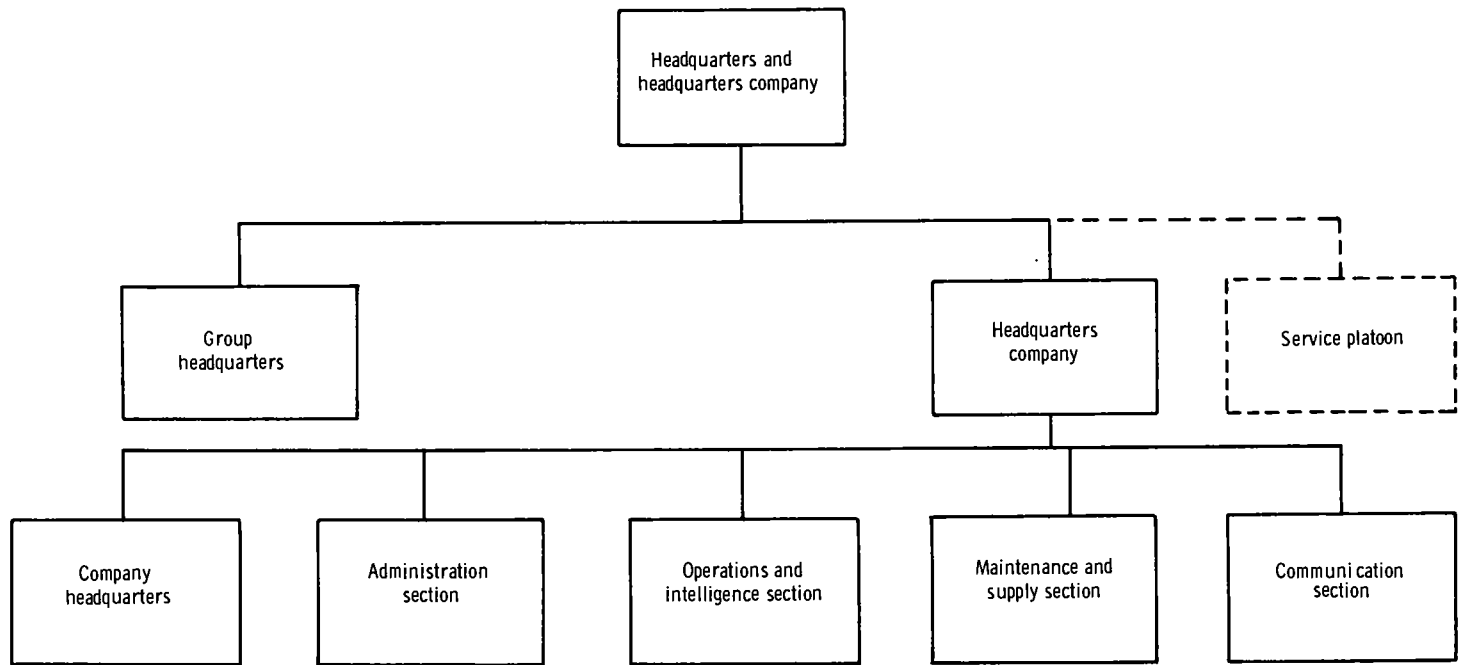 Headquarters and
headquarters company
Group
headquarters
Headquarters
company
Service platoon
Company
headquarters
Administration
section
Operations and
intelligence section
Maintenance and
supply section
Communication
section